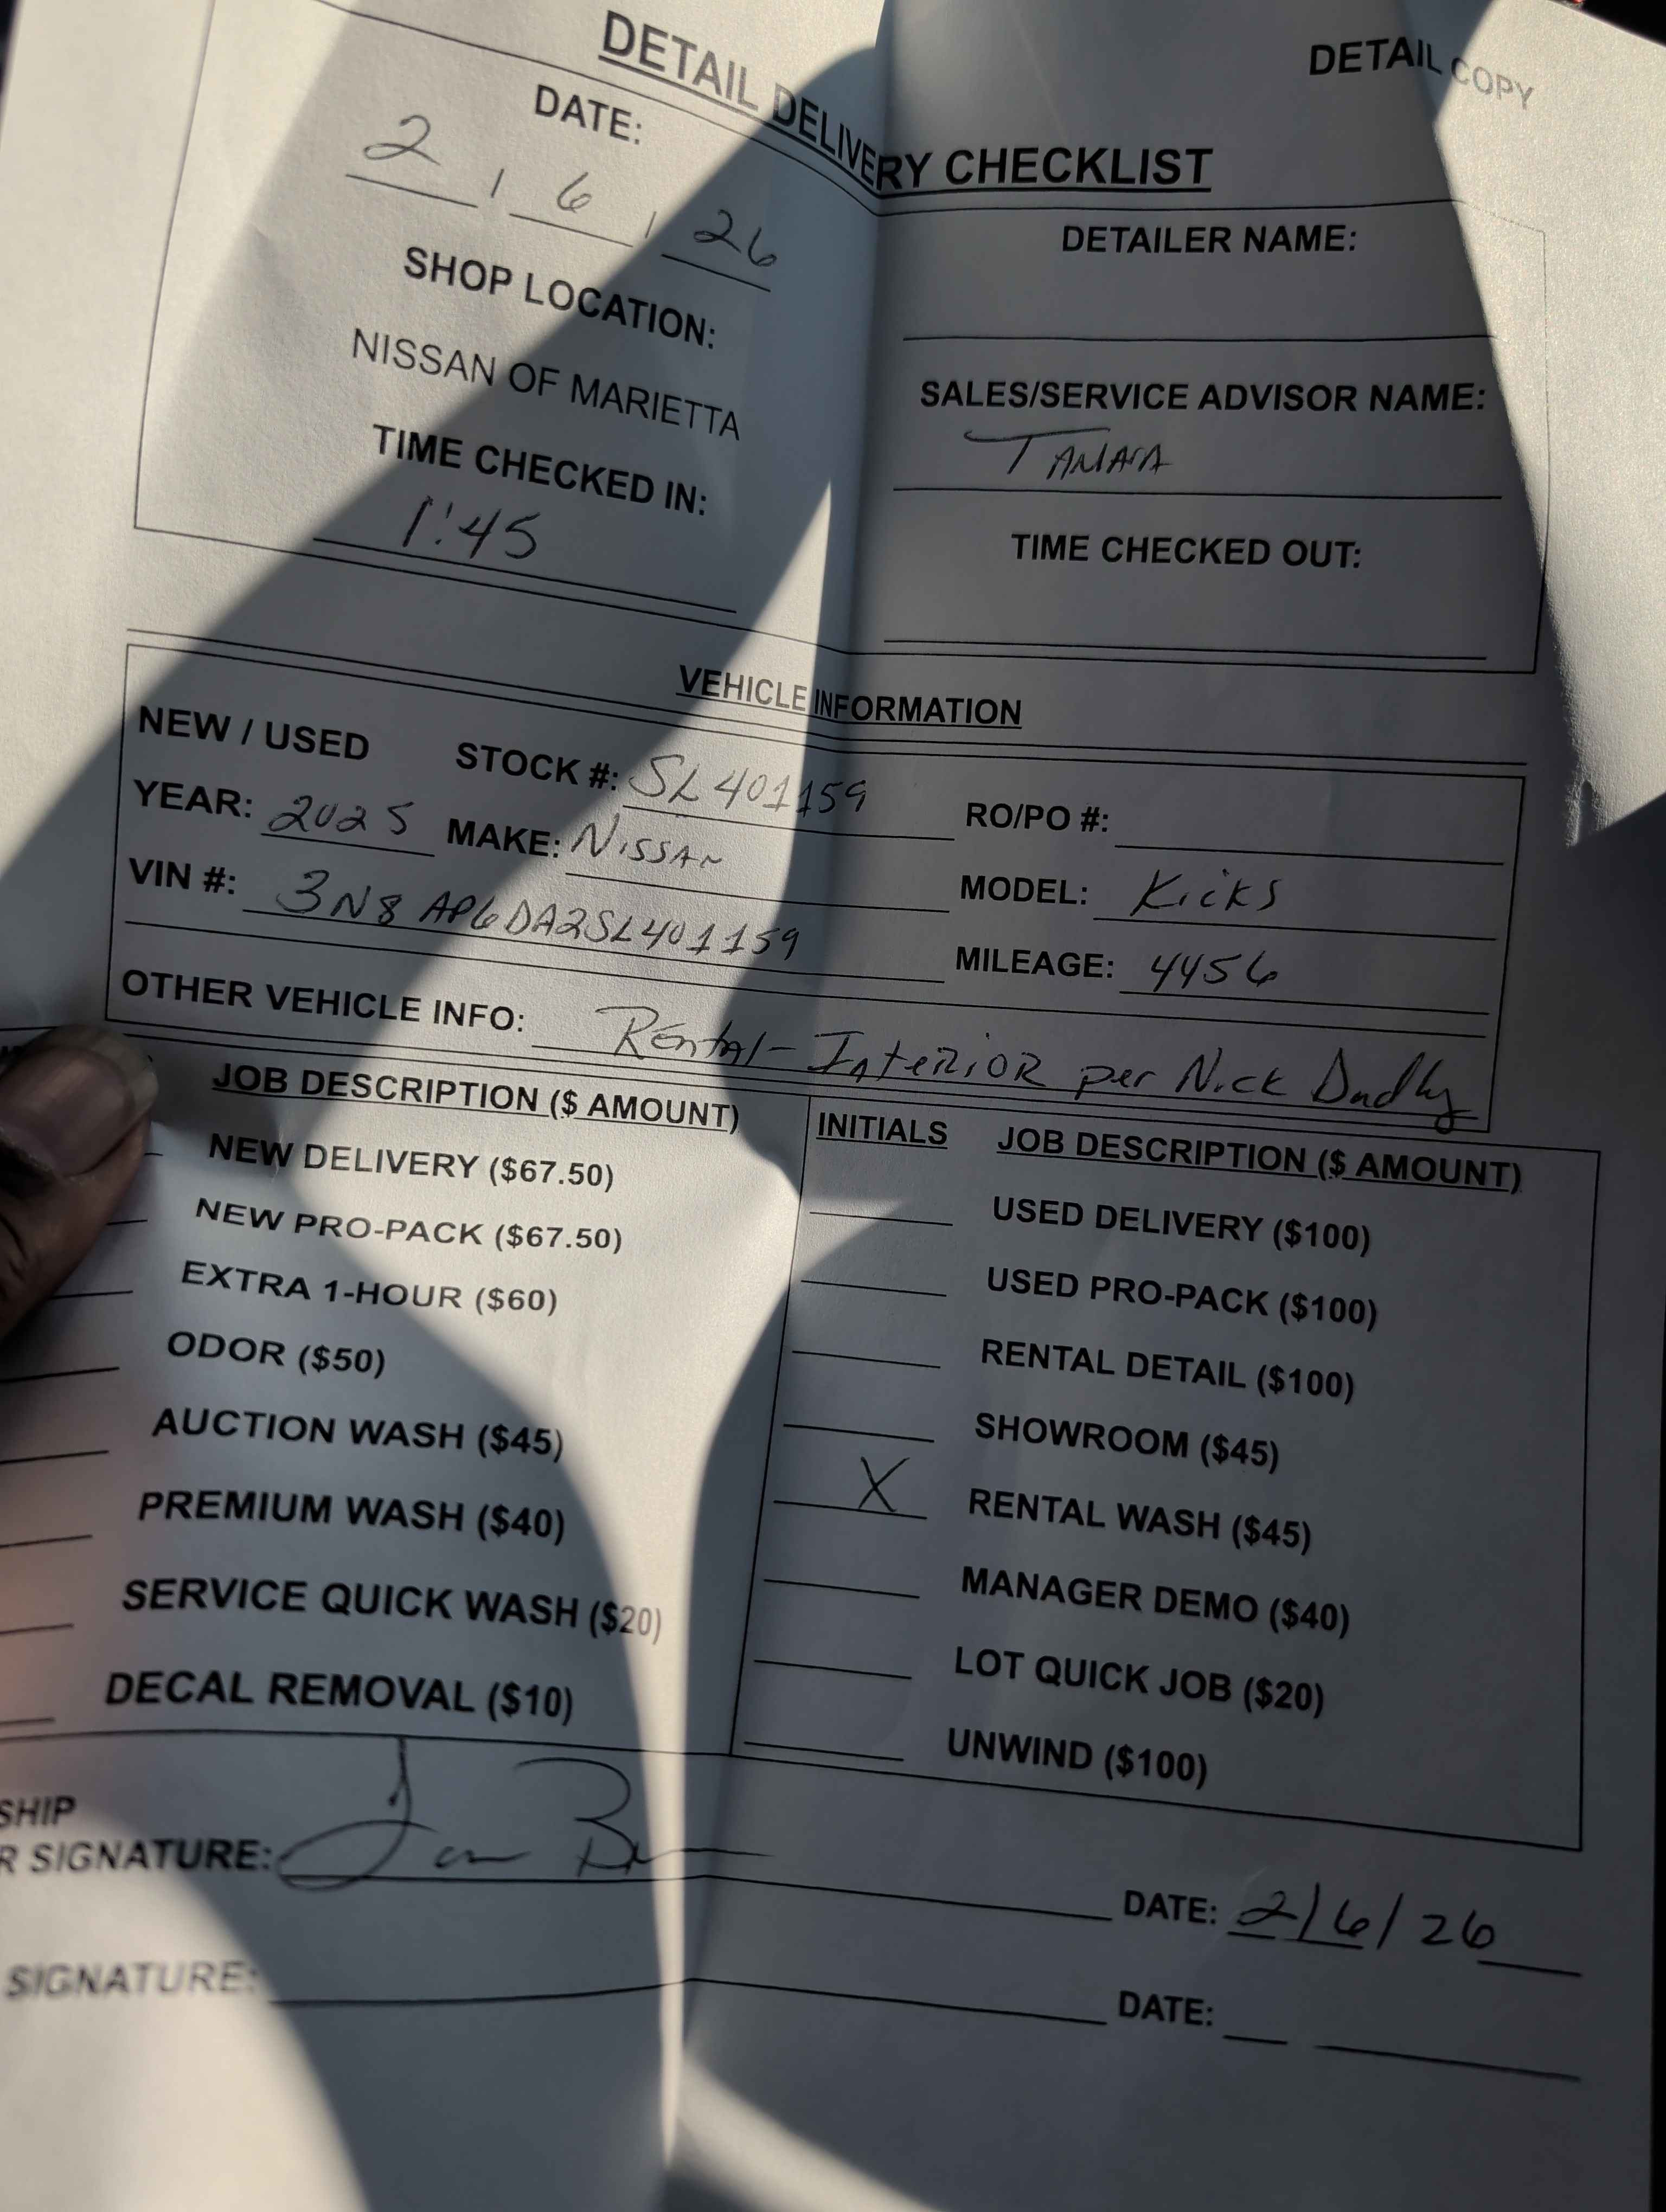 DETAIL COPY
DETAIL DELIVERY CHECKLIST
DATE:
2 / 6 / 26
DETAILER NAME:
SHOP LOCATION:
NISSAN OF MARIETTA
SALES/SERVICE ADVISOR NAME:
TAMARA
TIME CHECKED IN:
1:45
TIME CHECKED OUT:
VEHICLE INFORMATION
NEW / USED STOCK #: SL401159 RO/PO #:
YEAR: 2025 MAKE: NISSAN MODEL: Kicks
VIN #: 3N8AP6DA2SL401159 MILEAGE: 4456
OTHER VEHICLE INFO: Rental - Interior per Nick Dudley
JOB DESCRIPTION ($ AMOUNT)
NEW DELIVERY ($67.50)
NEW PRO-PACK ($67.50)
EXTRA 1-HOUR ($60)
ODOR ($50)
AUCTION WASH ($45)
PREMIUM WASH ($40)
SERVICE QUICK WASH ($20)
DECAL REMOVAL ($10)
INITIALS JOB DESCRIPTION ($ AMOUNT)
USED DELIVERY ($100)
USED PRO-PACK ($100)
RENTAL DETAIL ($100)
SHOWROOM ($45)
X RENTAL WASH ($45)
MANAGER DEMO ($40)
LOT QUICK JOB ($20)
UNWIND ($100)
SHIP
R SIGNATURE: DATE: 2/6/26
SIGNATURE: DATE: